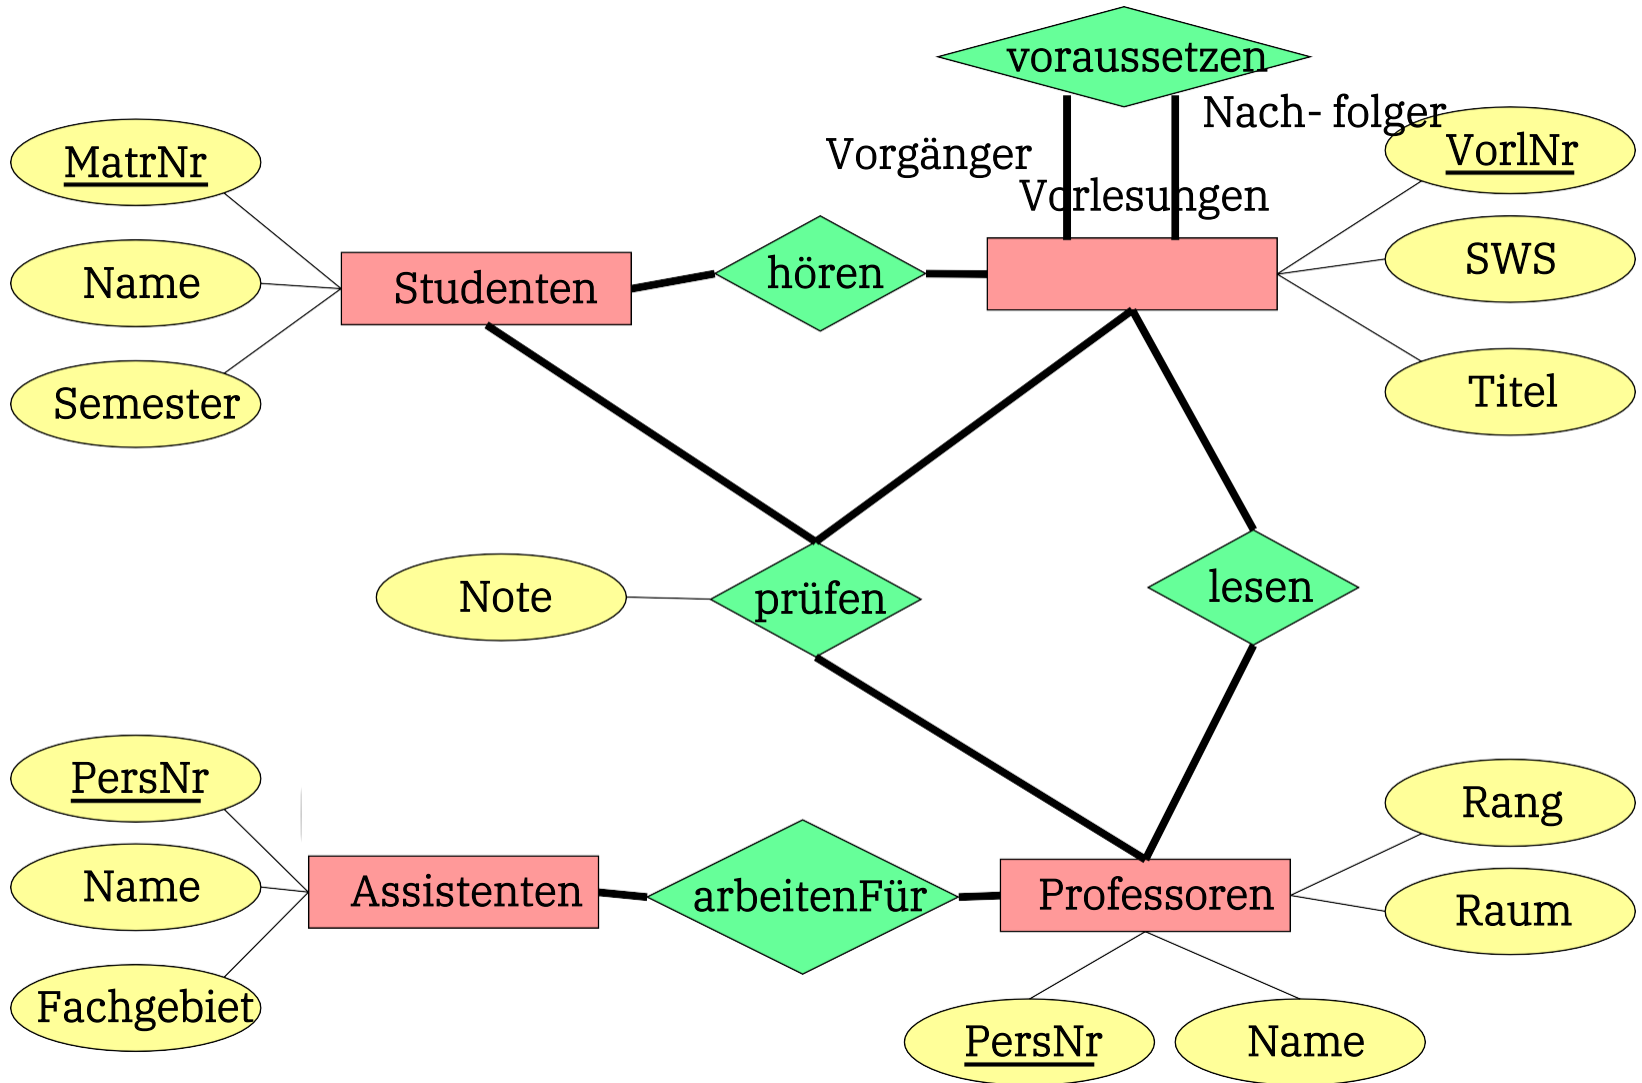 voraussetzen
Nach- folger
Vorgänger
VorlNr
MatrNr
Vorlesungen
Name
Studenten
hören
SWS
Semester
Titel
Note
prüfen
lesen
PersNr
Rang
Name
Assistenten
arbeitenFür
Professoren
Raum
Fachgebiet
PersNr
Name